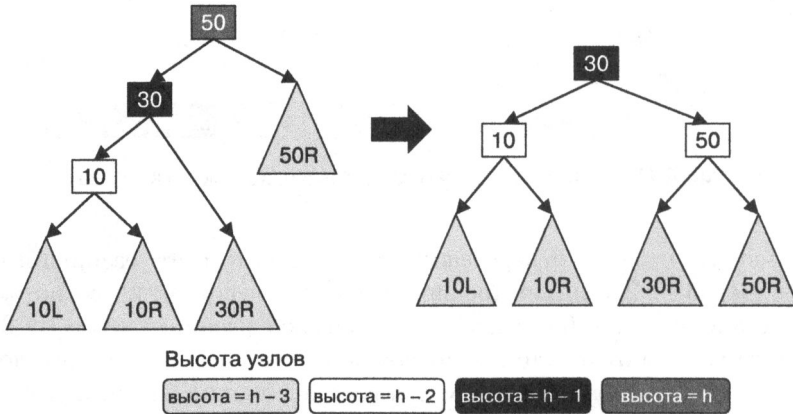 50
30
30
50R
10
50
10
10L
10R
30R
10L
10R
30R
50R
Высота узлов
высота = h – 3
высота = h – 2
высота = h – 1
высота = h